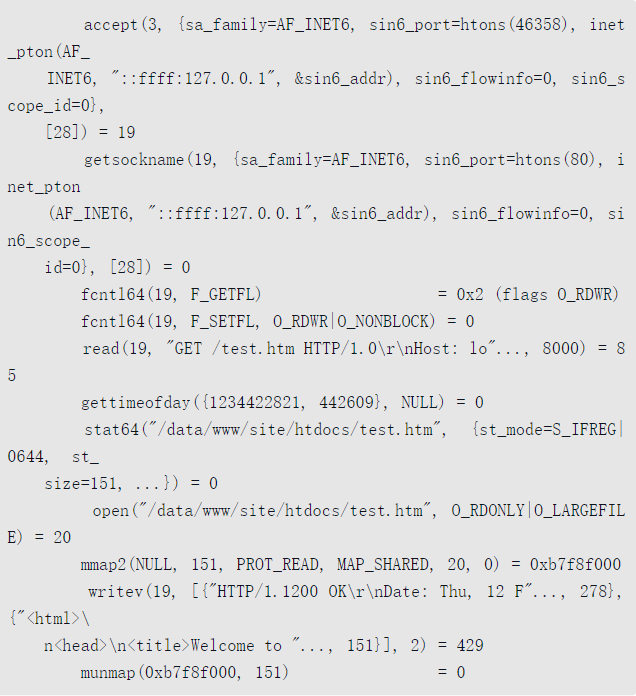 accept(3, {sa_family=AF_INET6, sin6_port=htons(46358), inet
_pton(AF_
INET6, "::ffff:127.0.0.1", &sin6_addr), sin6_flowinfo=0, sin6_s
cope_id=0},
[28]) = 19
getsockname(19, {sa_family=AF_INET6, sin6_port=htons(80), i
net_pton
(AF_INET6, "::ffff:127.0.0.1", &sin6_addr), sin6_flowinfo=0, si
n6_scope_
id=0}, [28]) = 0
fcntl64(19, F_GETFL) = 0x2 (flags O_RDWR)
fcntl64(19, F_SETFL, O_RDWR|O_NONBLOCK) = 0
read(19, "GET /test.htm HTTP/1.0\r\nHost: lo"..., 8000) = 8
5
gettimeofday({1234422821, 442609}, NULL) = 0
stat64("/data/www/site/htdocs/test.htm", {st_mode=S_IFREG|
0644, st_
size=151, ...}) = 0
open("/data/www/site/htdocs/test.htm", O_RDONLY|O_LARGEFIL
E) = 20
mmap2(NULL, 151, PROT_READ, MAP_SHARED, 20, 0) = 0xb7f8f000
writev(19, [{"HTTP/1.1200 OK\r\nDate: Thu, 12 F"..., 278},
{"<html>\
n<head>\n<title>Welcome to "..., 151}], 2) = 429
munmap(0xb7f8f000, 151) = 0